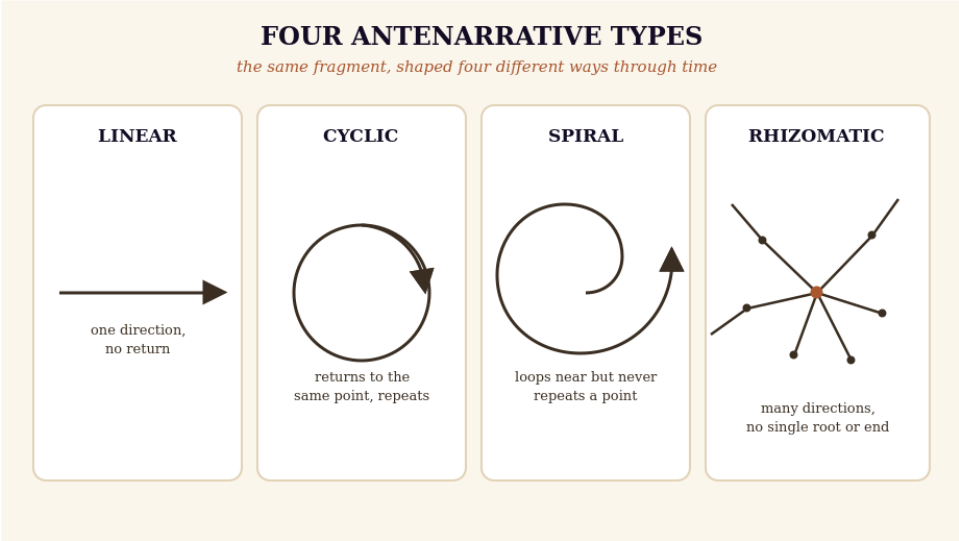 FOUR ANTENARRATIVE TYPES
the same fragment, shaped four different ways through time
LINEAR
one direction,
no return
CYCLIC
returns to the
same point, repeats
SPIRAL
loops near but never
repeats a point
RHIZOMATIC
many directions,
no single root or end